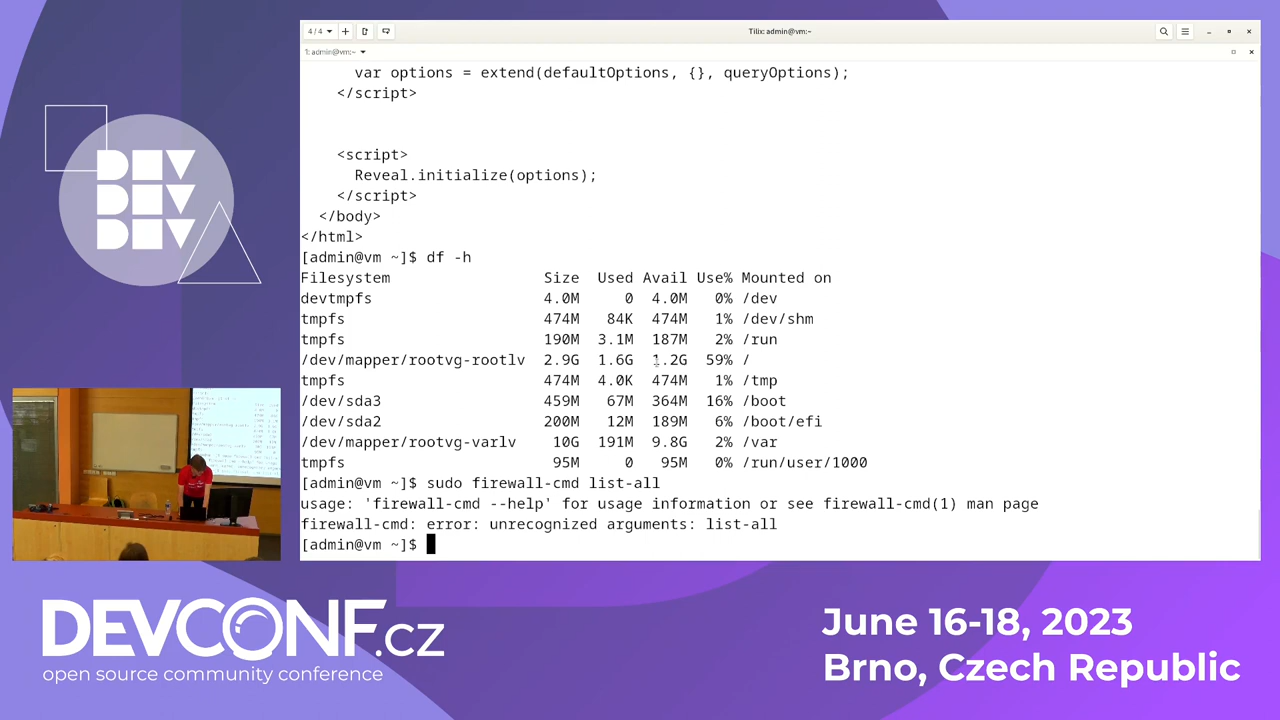 4 / 4
Tilix: admin@vm:~
1: admin@vm:~
var options = extend(defaultOptions, {}, queryOptions);
</script>
<script>
Reveal.initialize(options);
</script>
</body>
</html>
[admin@vm ~]$ df -h
Filesystem Size Used Avail Use% Mounted on
devtmpfs 4.0M 0 4.0M 0% /dev
tmpfs 474M 84K 474M 1% /dev/shm
tmpfs 190M 3.1M 187M 2% /run
/dev/mapper/rootvg-rootlv 2.9G 1.6G 1.2G 59% /
tmpfs 474M 4.0K 474M 1% /tmp
/dev/sda3 459M 67M 364M 16% /boot
/dev/sda2 200M 12M 189M 6% /boot/efi
/dev/mapper/rootvg-varlv 10G 191M 9.8G 2% /var
tmpfs 95M 0 95M 0% /run/user/1000
[admin@vm ~]$ sudo firewall-cmd list-all
usage: 'firewall-cmd --help' for usage information or see firewall-cmd(1) man page
firewall-cmd: error: unrecognized arguments: list-all
[admin@vm ~]$
DEV
DEV
DEV
DEVCONF.cz
open source community conference
June 16-18, 2023
Brno, Czech Republic